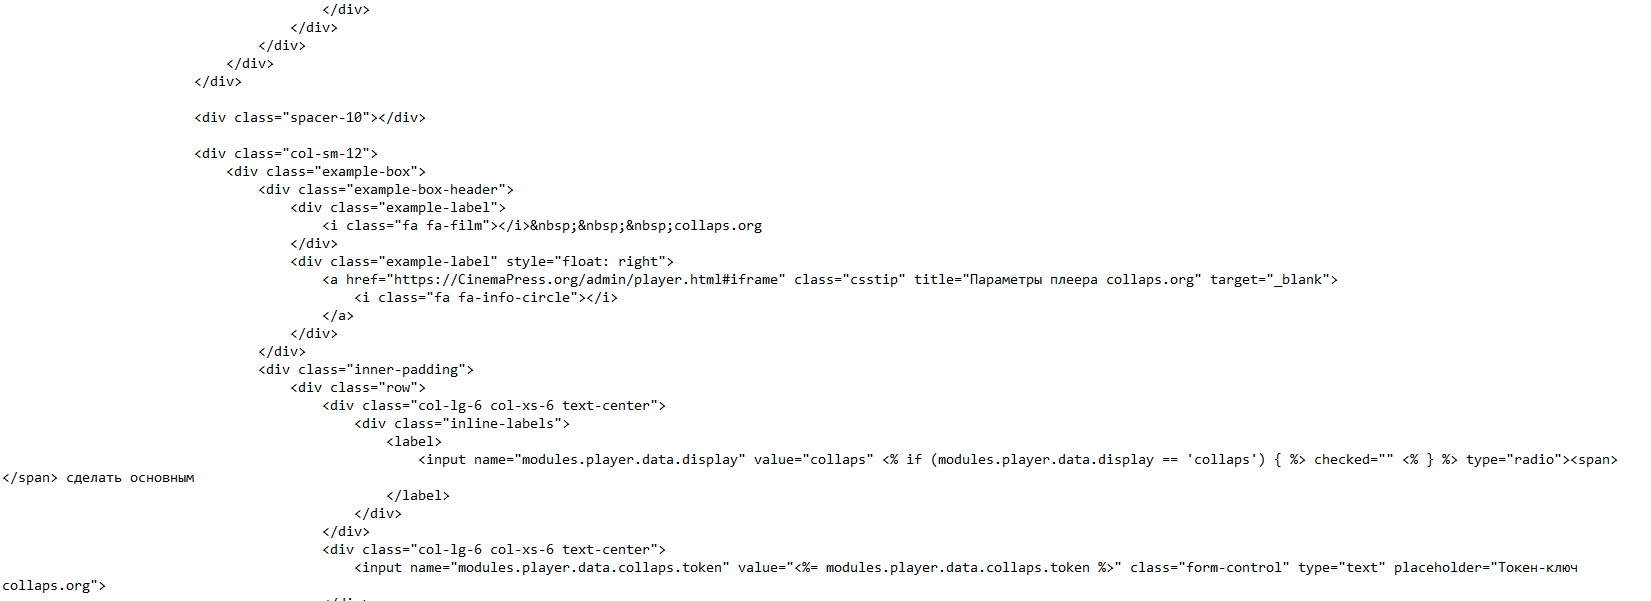 </div>
</div>
</div>
</div>
</div>
<div class="spacer-10"></div>
<div class="col-sm-12">
<div class="example-box">
<div class="example-box-header">
<div class="example-label">
<i class="fa fa-film"></i>&nbsp;&nbsp;&nbsp;collaps.org
</div>
<div class="example-label" style="float: right">
<a href="https://CinemaPress.org/admin/player.html#iframe" class="csstip" title="Параметры плеера collaps.org" target="_blank">
<i class="fa fa-info-circle"></i>
</a>
</div>
</div>
<div class="inner-padding">
<div class="row">
<div class="col-lg-6 col-xs-6 text-center">
<div class="inline-labels">
<label>
<input name="modules.player.data.display" value="collaps" <% if (modules.player.data.display == 'collaps') { %> checked="" <% } %> type="radio"><span>
</span> сделать основным
</label>
</div>
</div>
<div class="col-lg-6 col-xs-6 text-center">
<input name="modules.player.data.collaps.token" value="<%= modules.player.data.collaps.token %>" class="form-control" type="text" placeholder="Токен-ключ
collaps.org">